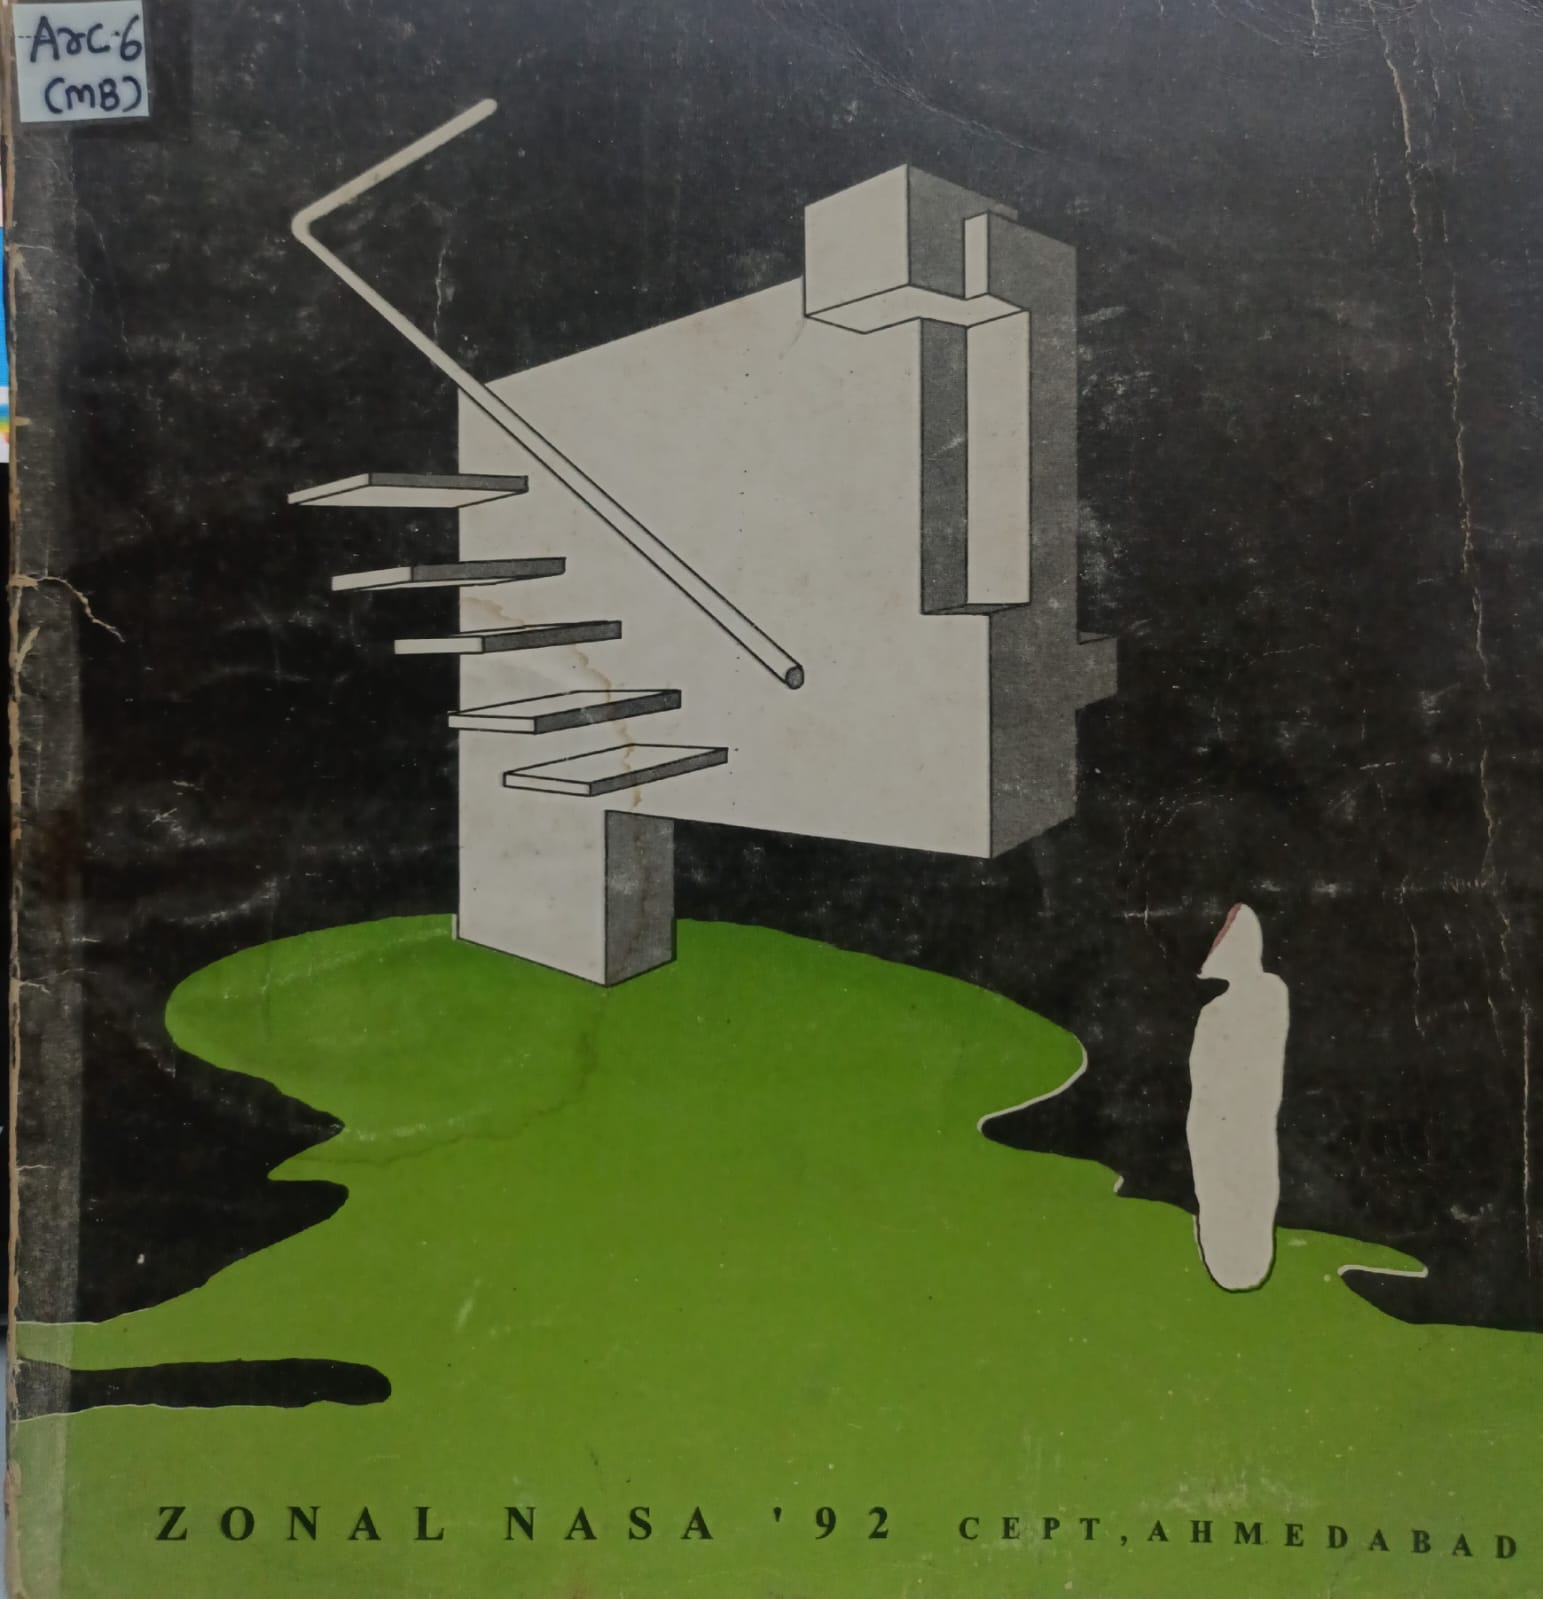 Arc-6
(MB)
ZONAL NASA '92 CEPT, AHMEDABAD